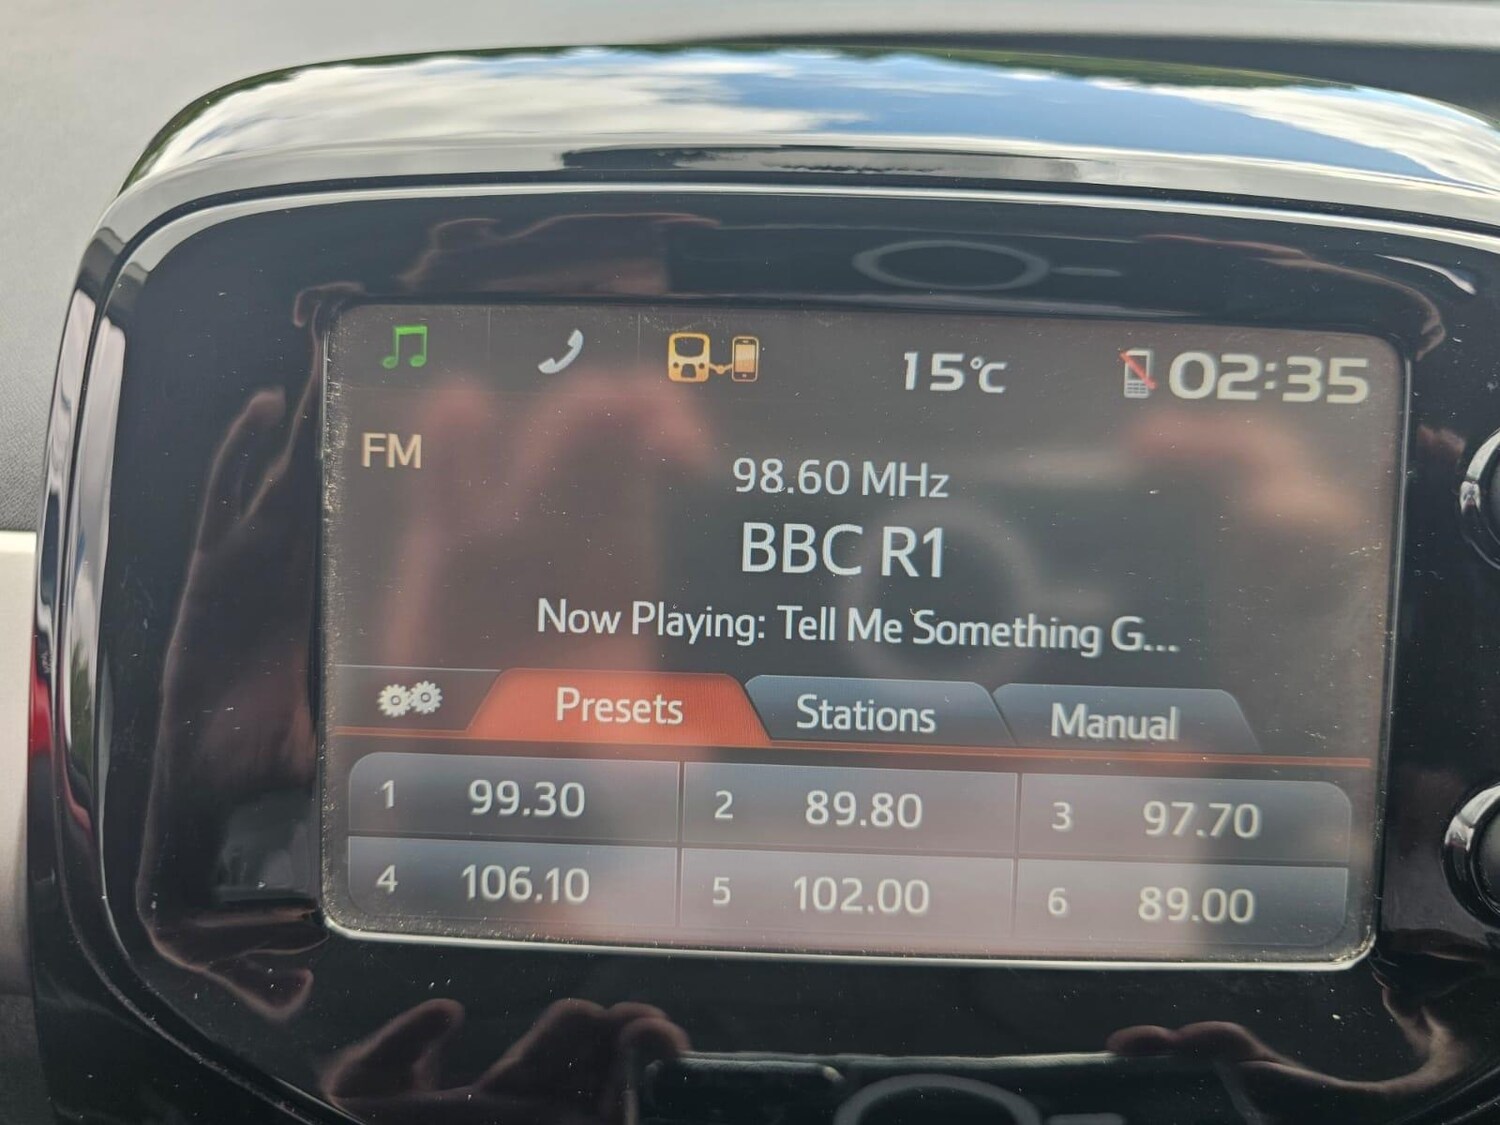 15°C
02:35
FM
98.60 MHz
BBC R1
Now Playing: Tell Me Something G...
Presets
Stations
Manual
1 99.30
2 89.80
3 97.70
4 106.10
5 102.00
6 89.00